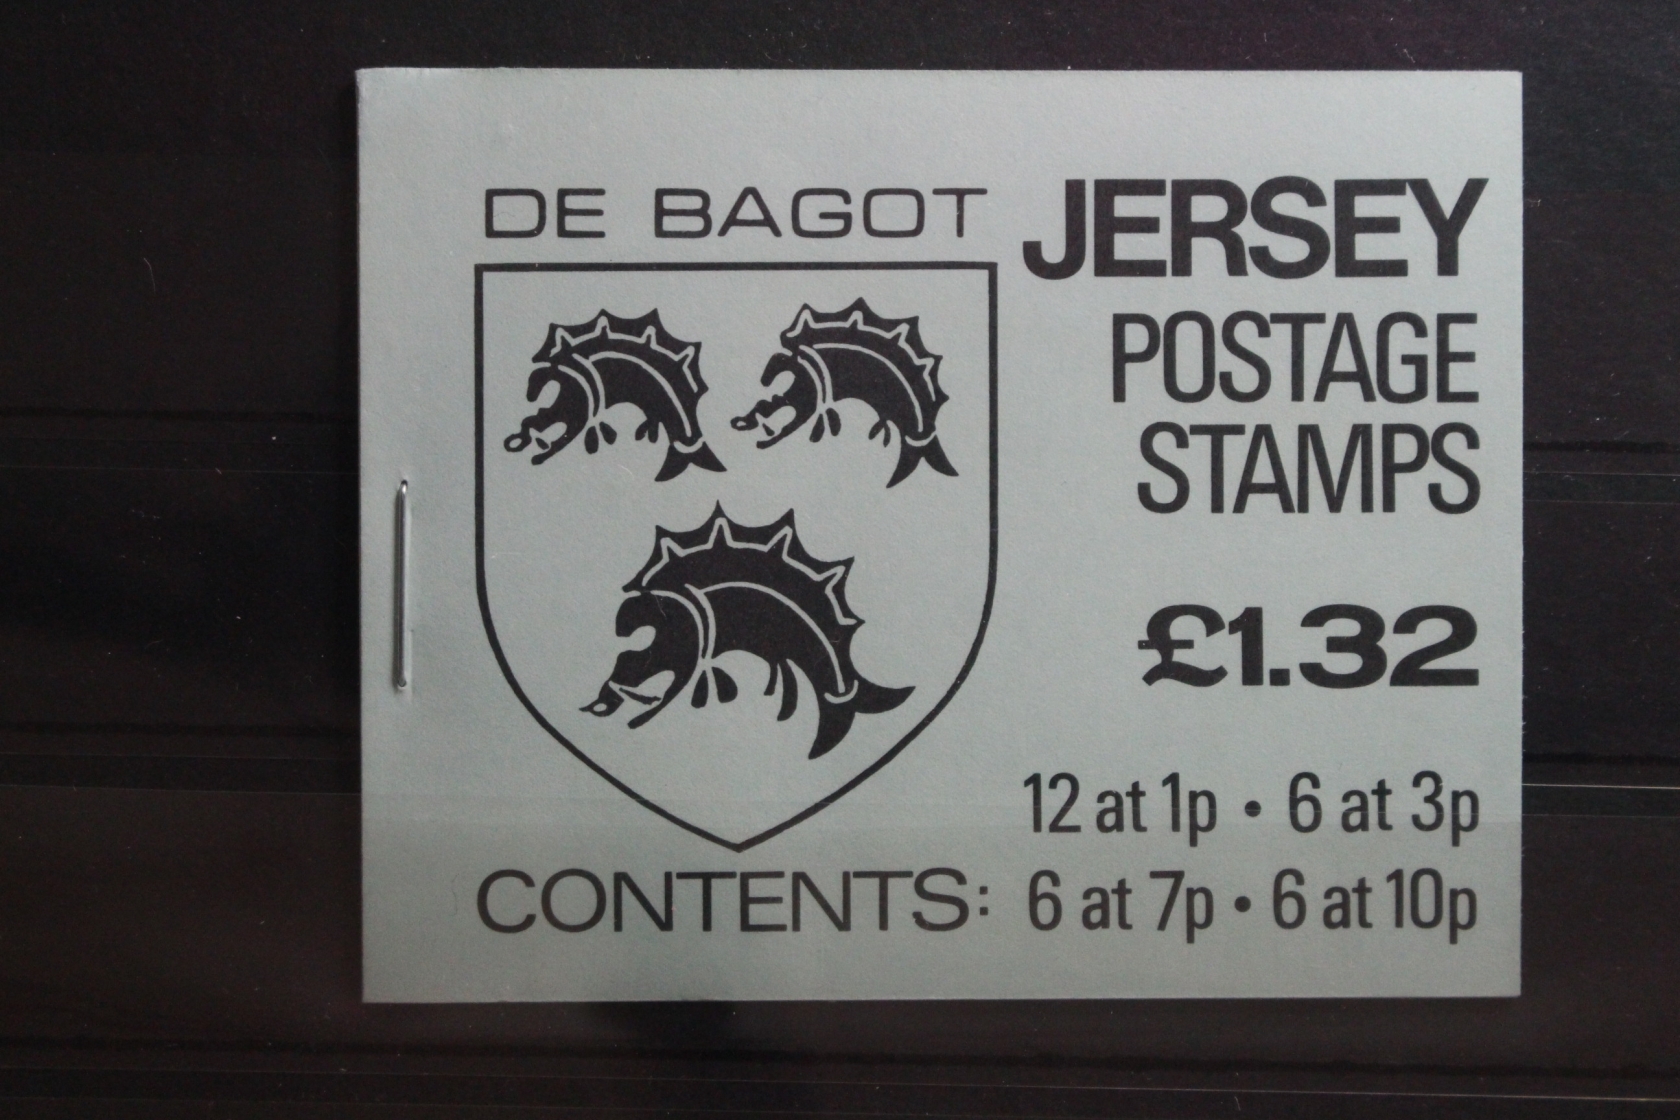 DE BAGOT
JERSEY
POSTAGE
STAMPS
£1.32
12 at 1p • 6 at 3p
CONTENTS: 6 at 7p • 6 at 10p